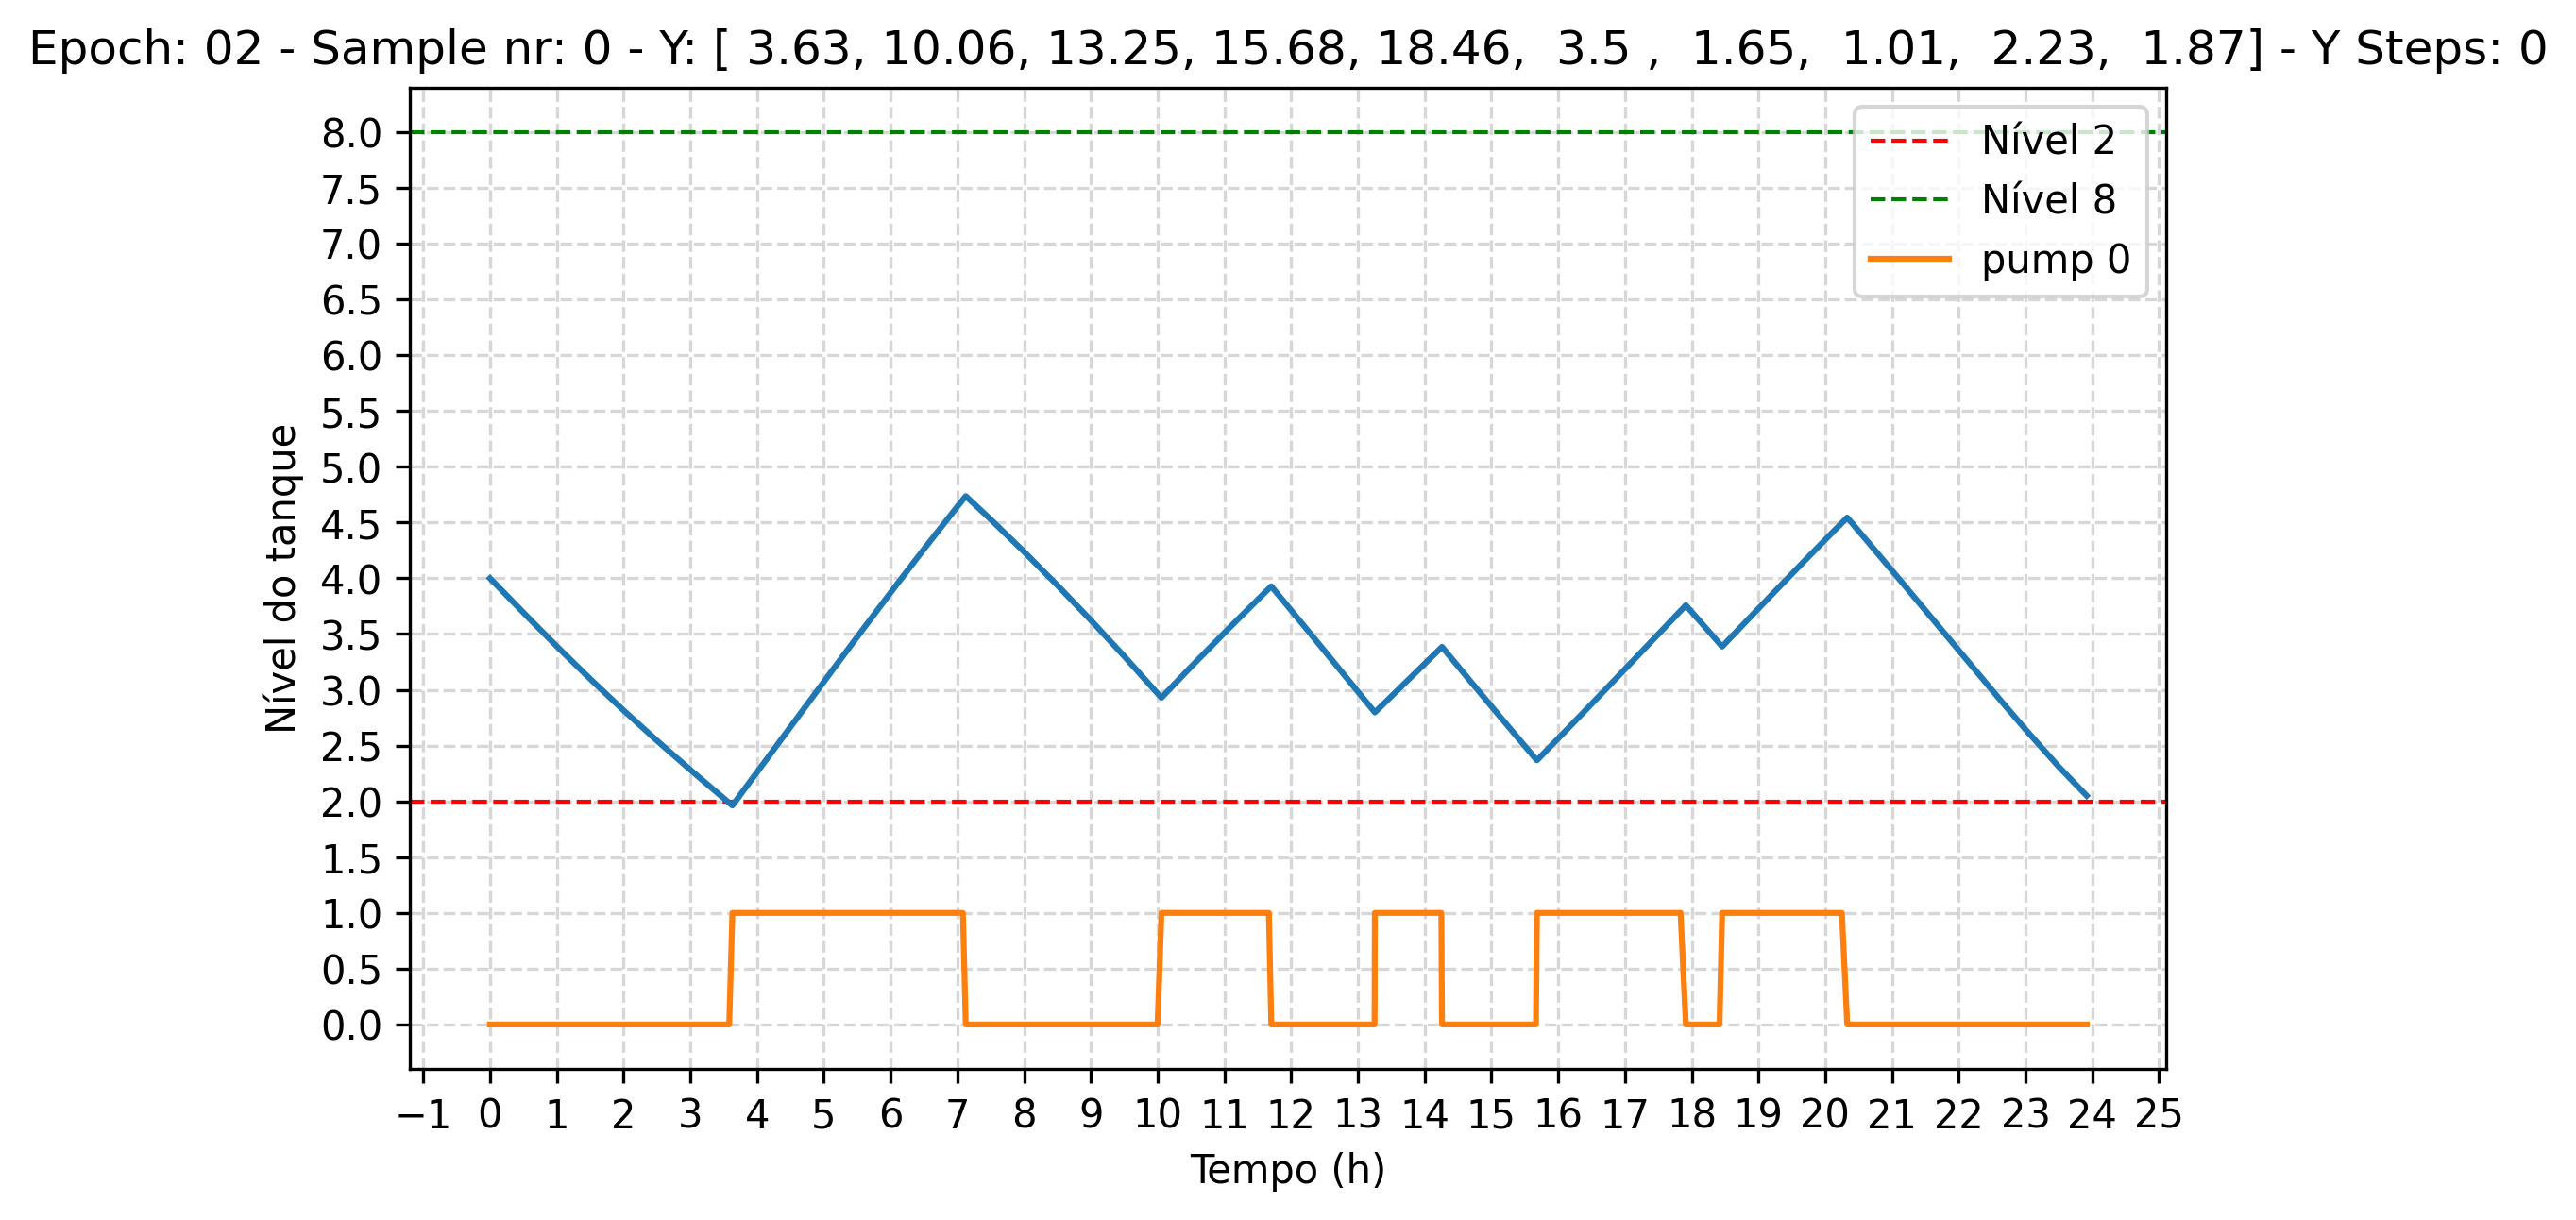 Epoch: 02 - Sample nr: 0 - Y: [ 3.63, 10.06, 13.25, 15.68, 18.46,  3.5 ,  1.65,  1.01,  2.23,  1.87] - Y Steps: 0
Nível 2
Nível 8
pump 0
8.0
7.5
7.0
6.5
6.0
5.5
5.0
4.5
4.0
3.5
3.0
2.5
2.0
1.5
1.0
0.5
0.0
Nível do tanque
−1 0 1 2 3 4 5 6 7 8 9 10 11 12 13 14 15 16 17 18 19 20 21 22 23 24 25
Tempo (h)